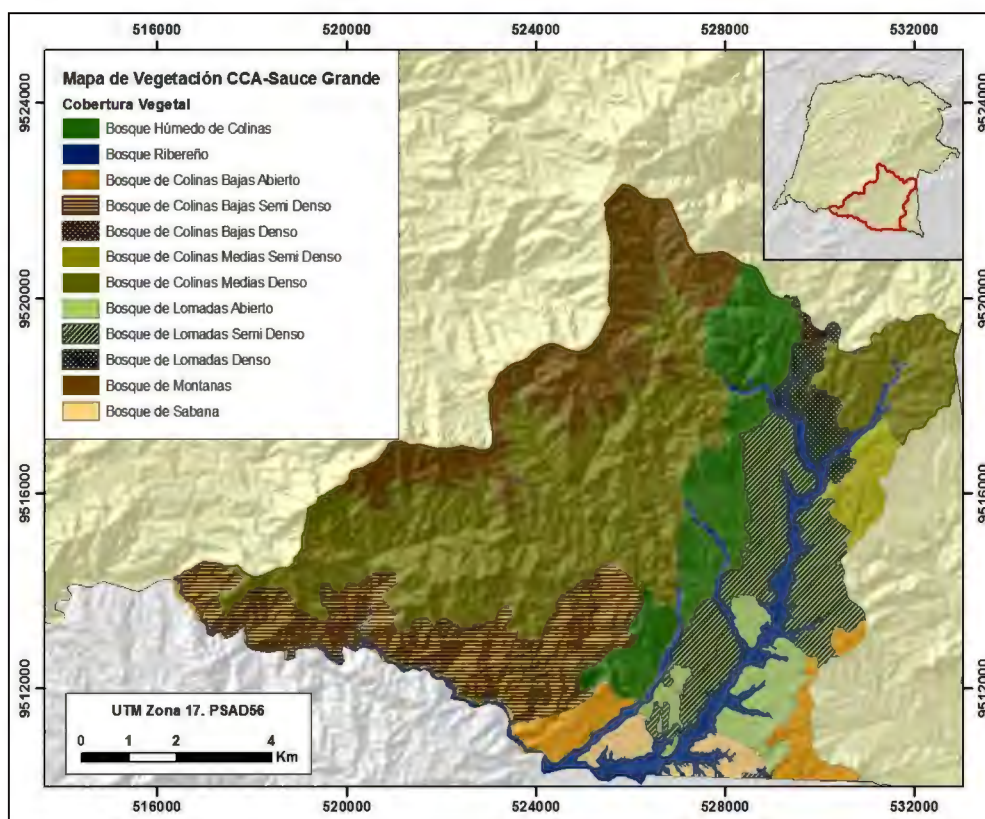 516000 520000 524000 528000 532000
9524000
9520000
9516000
9512000
Mapa de Vegetación CCA-Sauce Grande
Cobertura Vegetal
Bosque Húmedo de Colinas
Bosque Ribereño
Bosque de Colinas Bajas Abierto
Bosque de Colinas Bajas Semi Denso
Bosque de Colinas Bajas Denso
Bosque de Colinas Medias Semi Denso
Bosque de Colinas Medias Denso
Bosque de Lomadas Abierto
Bosque de Lomadas Semi Denso
Bosque de Lomadas Denso
Bosque de Montanas
Bosque de Sabana
9524000
9520000
9516000
9512000
UTM Zona 17. PSAD56
0 1 2 4
Km
516000 520000 524000 528000 532000